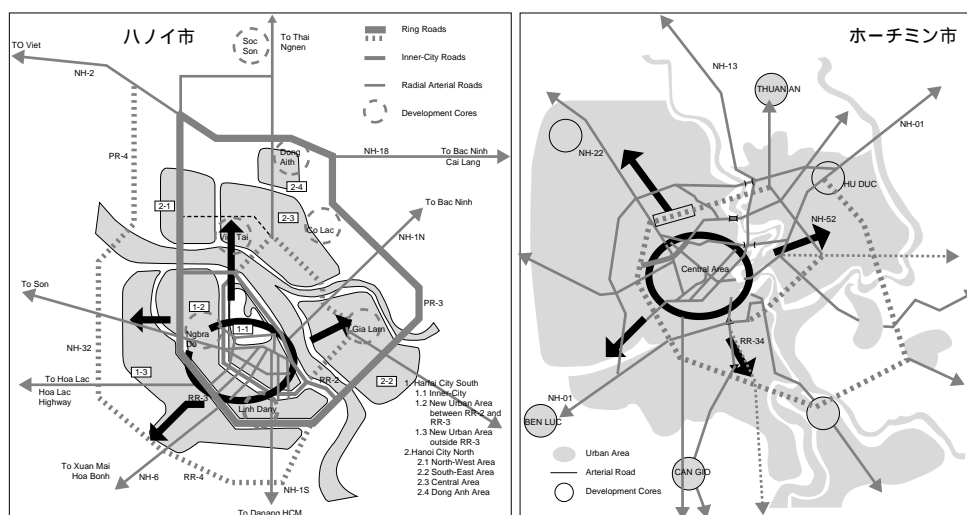 ハノイ市
TO Viet
Soc
Son
To Thai
Ngnen
Ring Roads
Inner-City Roads
Radial Arterial Roads
Development Cores
NH-2
PR-4
Dong
Aith
NH-18
To Bac Ninh
Cai Lang
2-4
2-1
2-3
Co Lac
To Bac Ninh
NH-1N
Tai
To Son
PR-3
1-2
1-1
Ngbra
Do
Gia Lam
NH-32
1-3
RR-2
2-2
To Hoa Lac
Hoa Lac
Highway
RR-3
Linh Dany
1. Hanai City South
1.1 Inner-City
1.2 New Urban Area
between RR-2 and
RR-3
1.3 New Urban Area
outside RR-3
2.Hanoi City North
2.1 North-West Area
2.2 South-East Area
2.3 Central Area
2.4 Dong Anh Area
To Xuan Mai
Hoa Bonh
NH-6
RR-4
NH-1S
To Danang HCM
ホーチミン市
NH-13
THUAN AN
NH-01
NH-22
HU DUC
NH-52
Central Area
RR-34
NH-01
BEN LUC
CAN GIO
Urban Area
Arterial Road
Development Cores